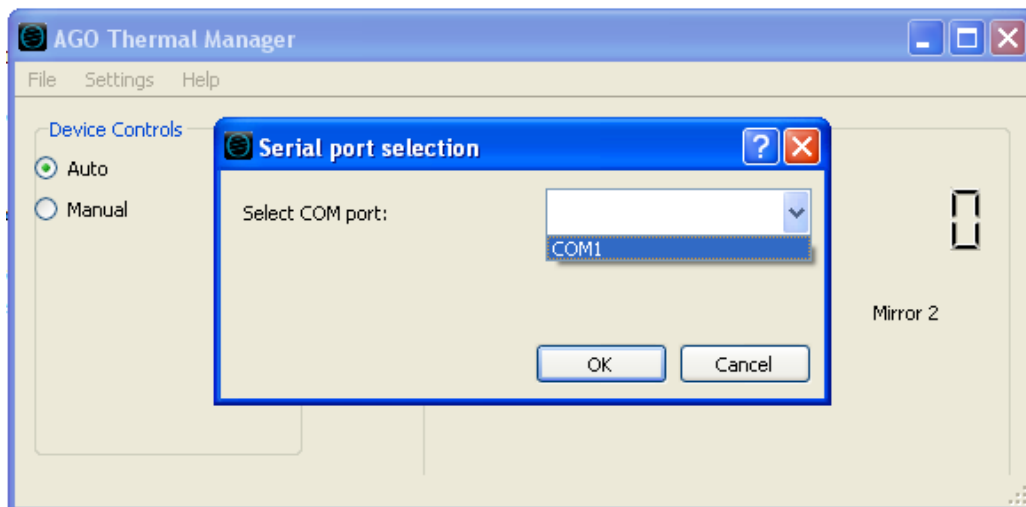 AGO Thermal Manager
File Settings Help
Device Controls
Auto
Manual
Serial port selection
Select COM port:
COM1
OK Cancel
0
Mirror 2